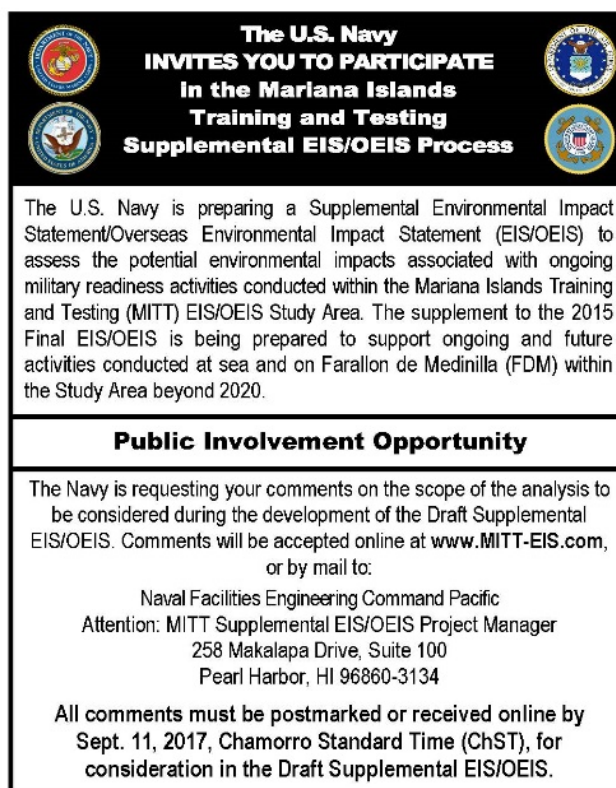 The U.S. Navy
INVITES YOU TO PARTICIPATE
in the Mariana Islands
Training and Testing
Supplemental EIS/OEIS Process
The U.S. Navy is preparing a Supplemental Environmental Impact
Statement/Overseas Environmental Impact Statement (EIS/OEIS) to
assess the potential environmental impacts associated with ongoing
military readiness activities conducted within the Mariana Islands Training
and Testing (MITT) EIS/OEIS Study Area. The supplement to the 2015
Final EIS/OEIS is being prepared to support ongoing and future
activities conducted at sea and on Farallon de Medinilla (FDM) within
the Study Area beyond 2020.
Public Involvement Opportunity
The Navy is requesting your comments on the scope of the analysis to
be considered during the development of the Draft Supplemental
EIS/OEIS. Comments will be accepted online at www.MITT-EIS.com,
or by mail to:
Naval Facilities Engineering Command Pacific
Attention: MITT Supplemental EIS/OEIS Project Manager
258 Makalapa Drive, Suite 100
Pearl Harbor, HI 96860-3134
All comments must be postmarked or received online by
Sept. 11, 2017, Chamorro Standard Time (ChST), for
consideration in the Draft Supplemental EIS/OEIS.